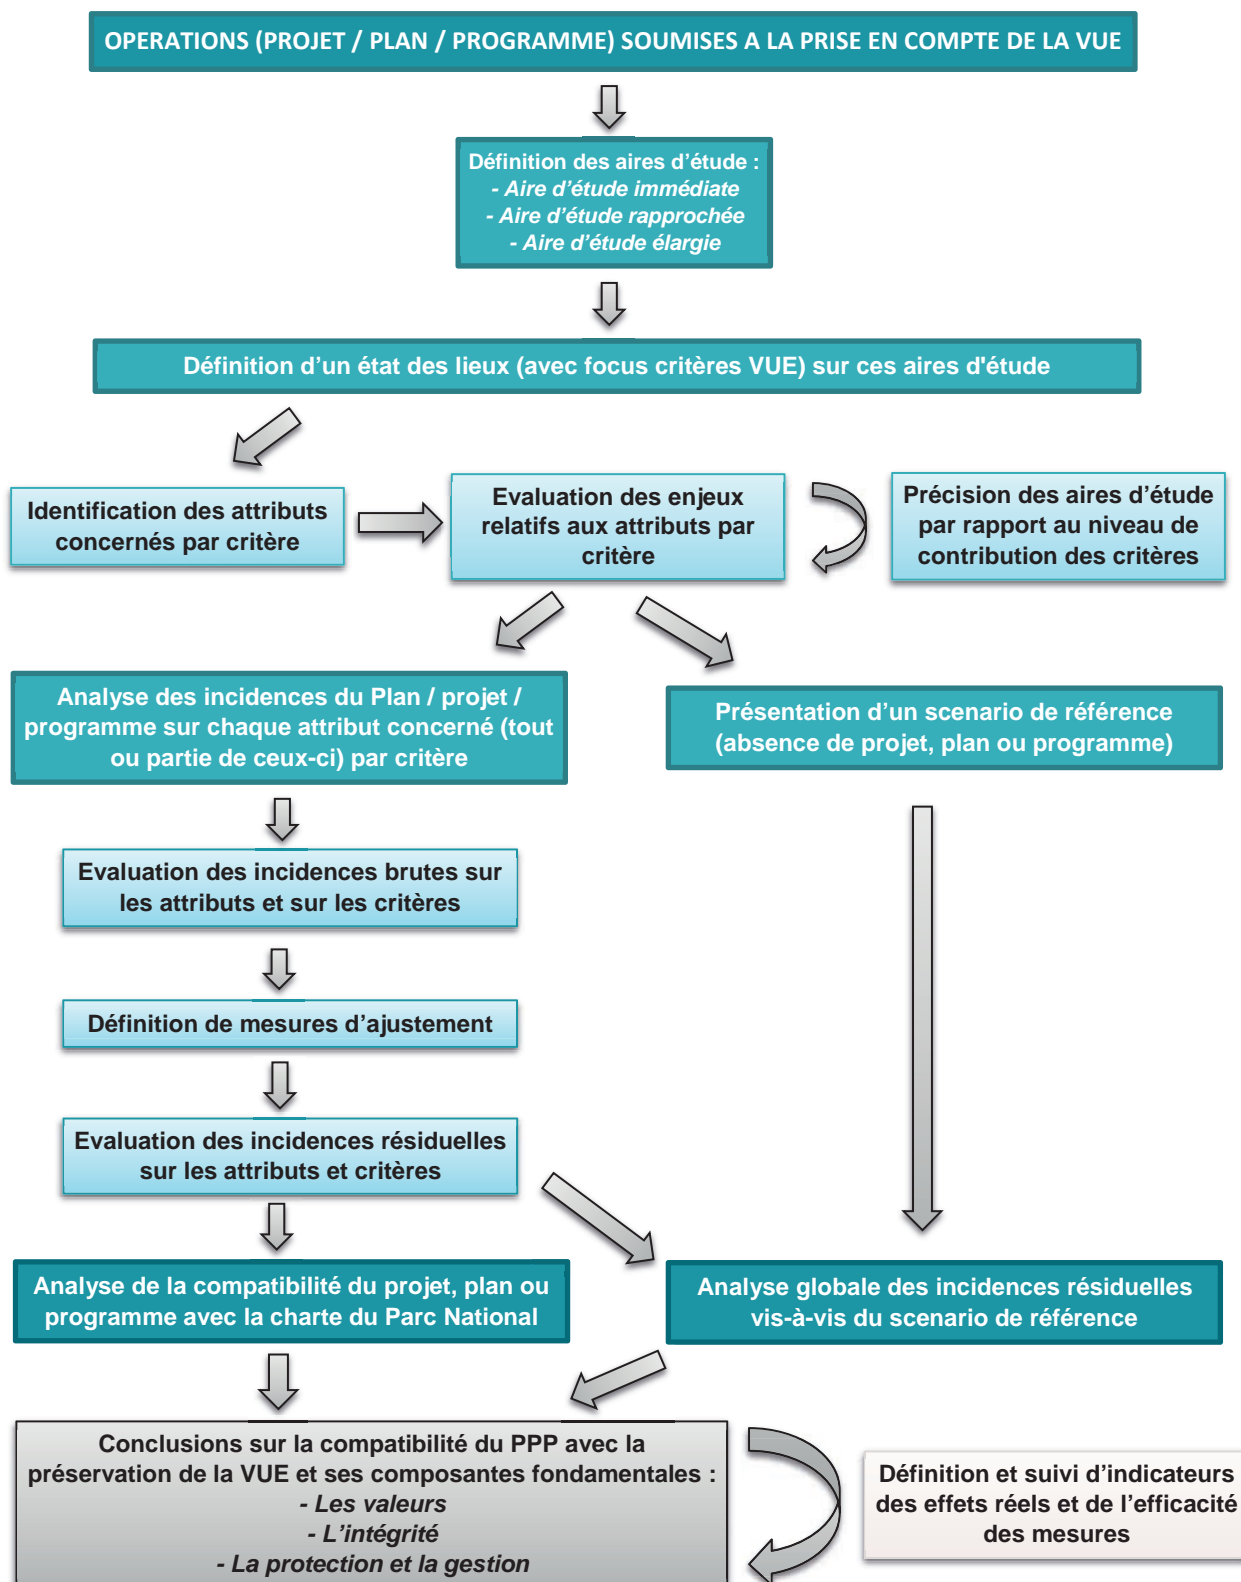 OPERATIONS (PROJET / PLAN / PROGRAMME) SOUMISES A LA PRISE EN COMPTE DE LA VUE
Définition des aires d'étude :
- Aire d'étude immédiate
- Aire d'étude rapprochée
- Aire d'étude élargie
Définition d'un état des lieux (avec focus critères VUE) sur ces aires d'étude
Identification des attributs
concernés par critère
Evaluation des enjeux
relatifs aux attributs par
critère
Précision des aires d'étude
par rapport au niveau de
contribution des critères
Analyse des incidences du Plan / projet /
programme sur chaque attribut concerné (tout
ou partie de ceux-ci) par critère
Présentation d'un scenario de référence
(absence de projet, plan ou programme)
Evaluation des incidences brutes sur
les attributs et sur les critères
Définition de mesures d'ajustement
Evaluation des incidences résiduelles
sur les attributs et critères
Analyse de la compatibilité du projet, plan ou
programme avec la charte du Parc National
Analyse globale des incidences résiduelles
vis-à-vis du scenario de référence
Conclusions sur la compatibilité du PPP avec la
préservation de la VUE et ses composantes fondamentales :
- Les valeurs
- L'intégrité
- La protection et la gestion
Définition et suivi d'indicateurs
des effets réels et de l'efficacité
des mesures